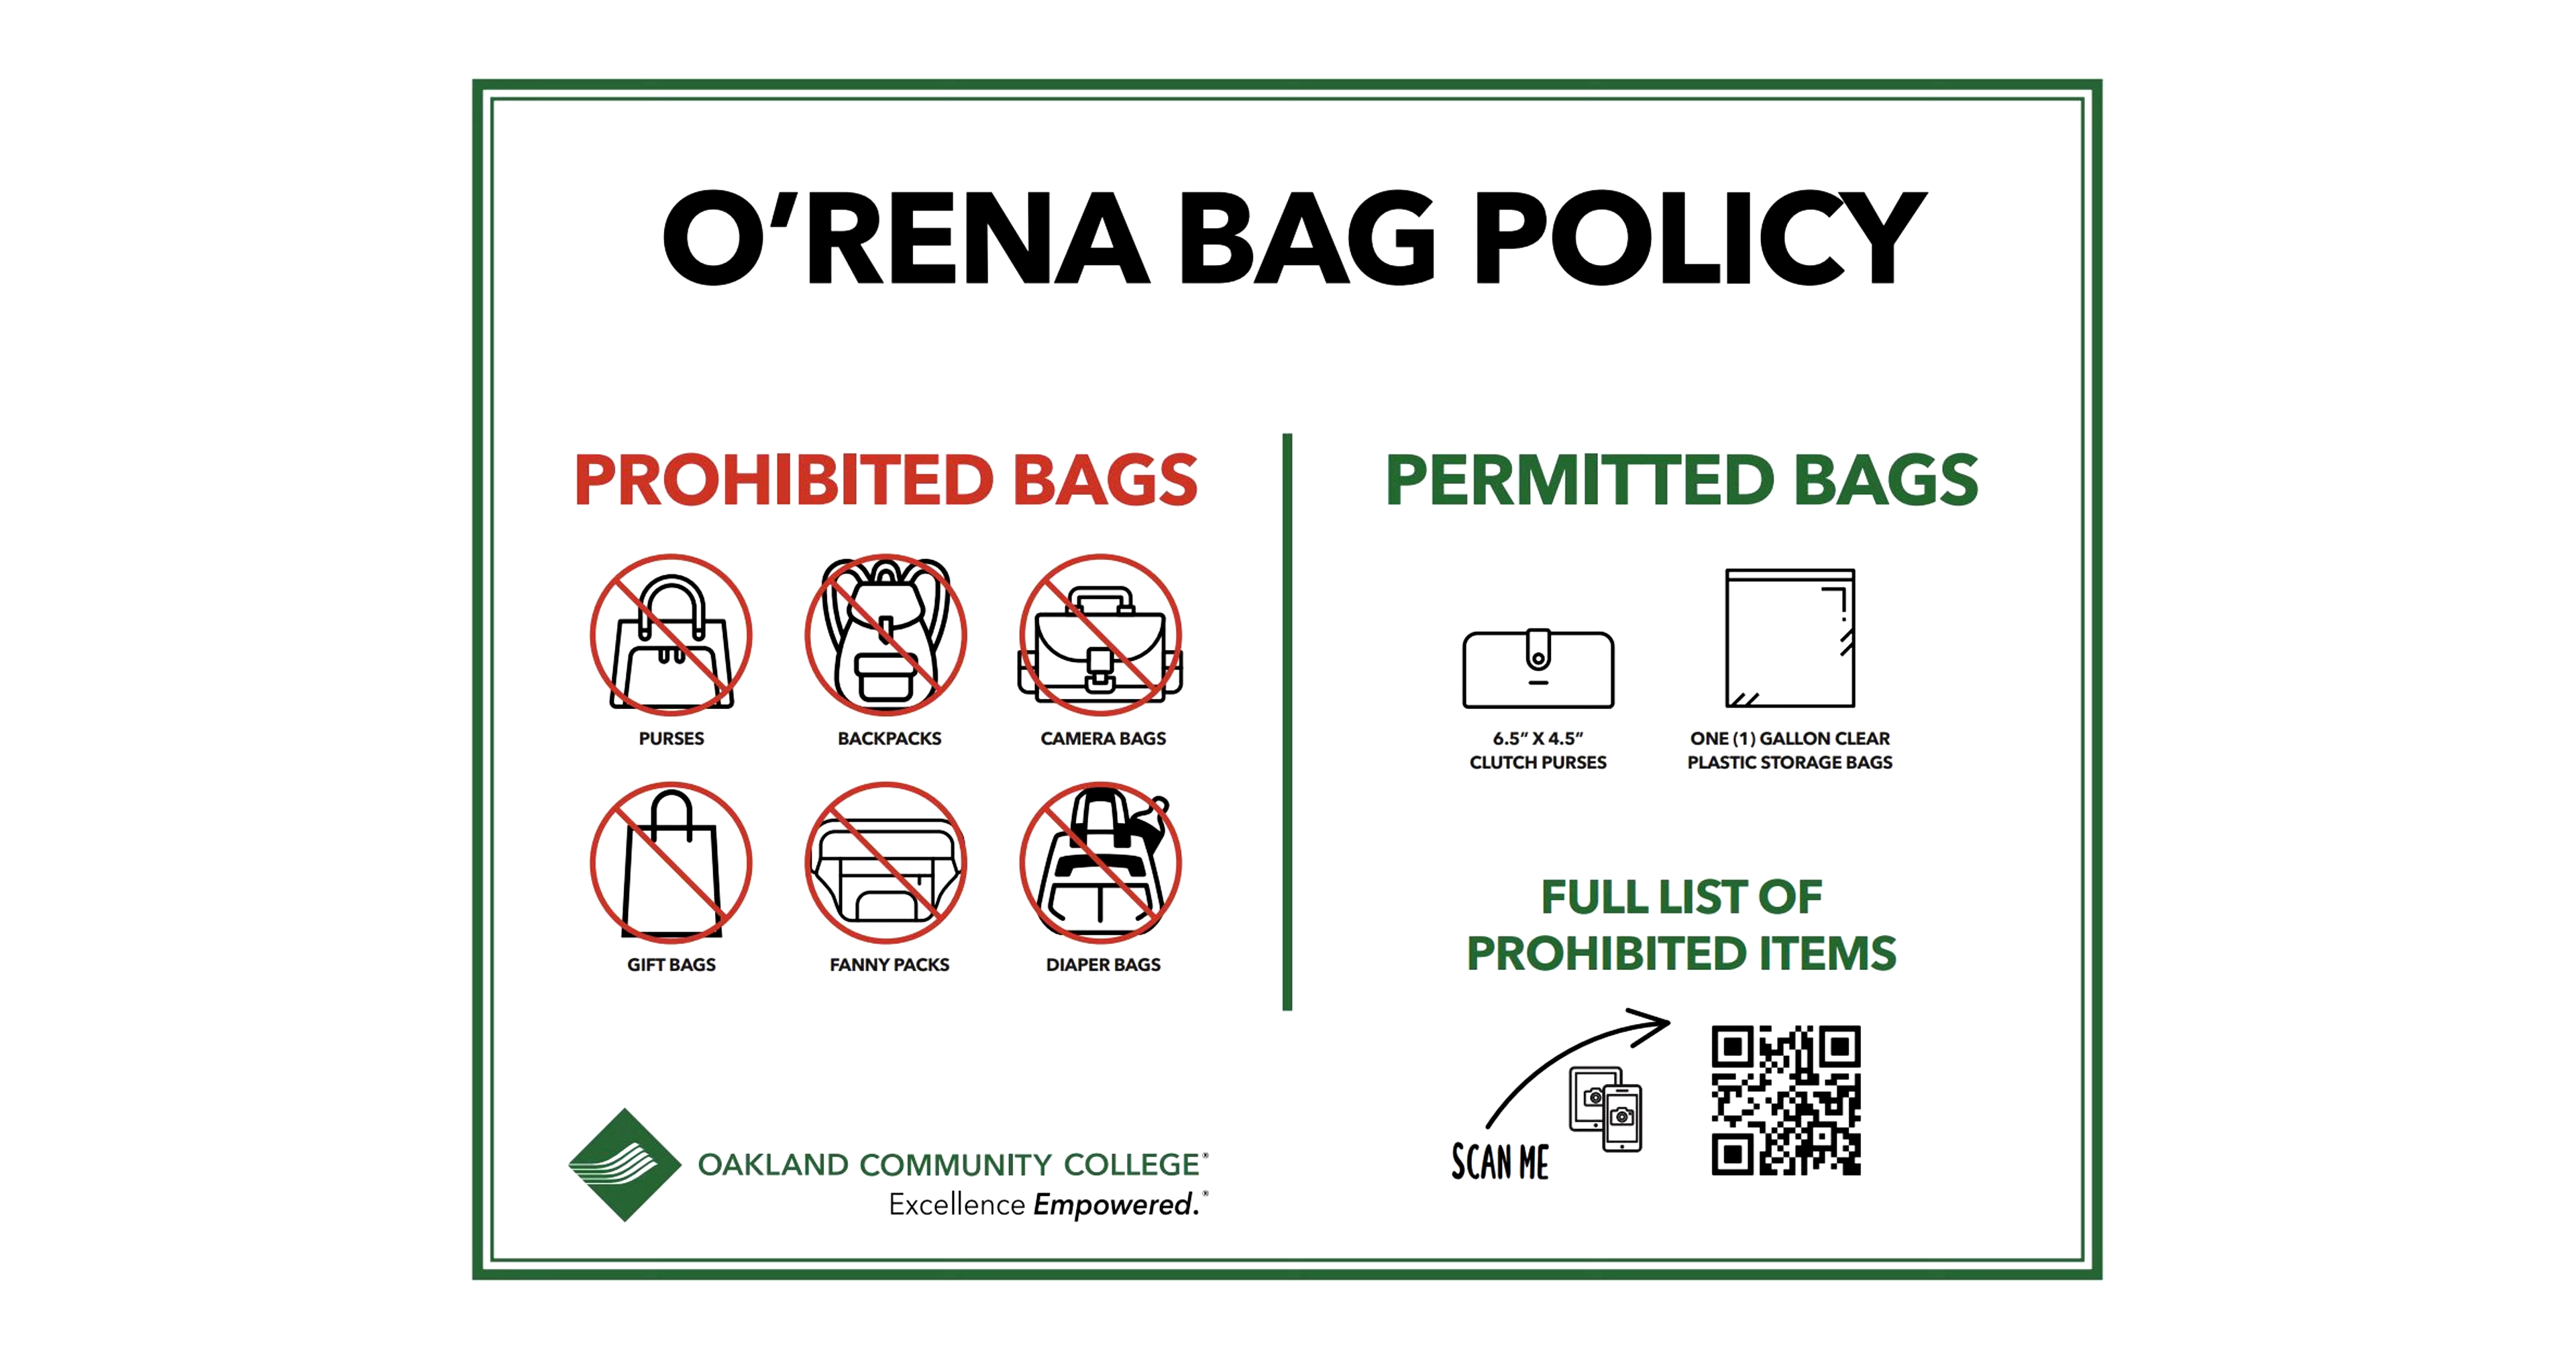 O’RENA BAG POLICY
PROHIBITED BAGS
PURSES
BACKPACKS
CAMERA BAGS
GIFT BAGS
FANNY PACKS
DIAPER BAGS
PERMITTED BAGS
6.5” X 4.5”
CLUTCH PURSES
ONE (1) GALLON CLEAR
PLASTIC STORAGE BAGS
FULL LIST OF
PROHIBITED ITEMS
SCAN ME
OAKLAND COMMUNITY COLLEGE®
Excellence Empowered.®